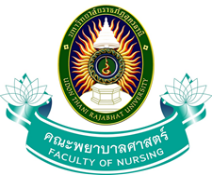 มหาวิทยาลัยราชภัฏอุดรธานี
UDON THANI RAJABHAT UNIVERSITY
คณะพยาบาลศาสตร์
FACULTY OF NURSING